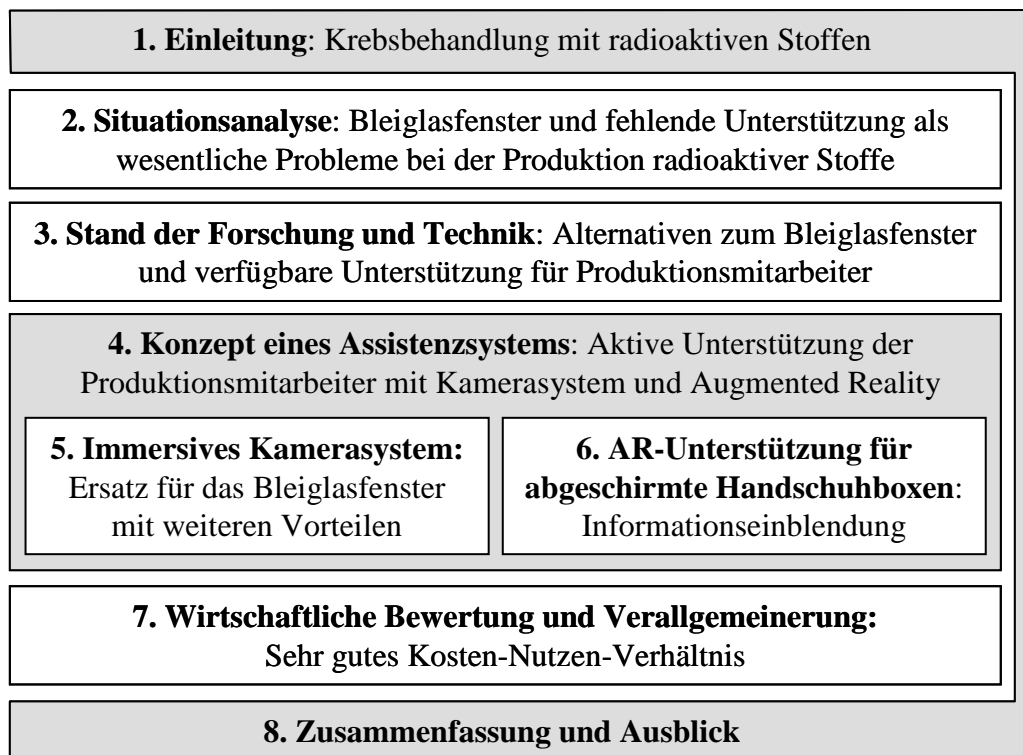 1. Einleitung: Krebsbehandlung mit radioaktiven Stoffen
2. Situationsanalyse: Bleiglasfenster und fehlende Unterstützung als
wesentliche Probleme bei der Produktion radioaktiver Stoffe
3. Stand der Forschung und Technik: Alternativen zum Bleiglasfenster
und verfügbare Unterstützung für Produktionsmitarbeiter
4. Konzept eines Assistenzsystems: Aktive Unterstützung der
Produktionsmitarbeiter mit Kamerasystem und Augmented Reality
5. Immersives Kamerasystem:
Ersatz für das Bleiglasfenster
mit weiteren Vorteilen
6. AR-Unterstützung für
abgeschirmte Handschuhboxen:
Informationseinblendung
7. Wirtschaftliche Bewertung und Verallgemeinerung:
Sehr gutes Kosten-Nutzen-Verhältnis
8. Zusammenfassung und Ausblick